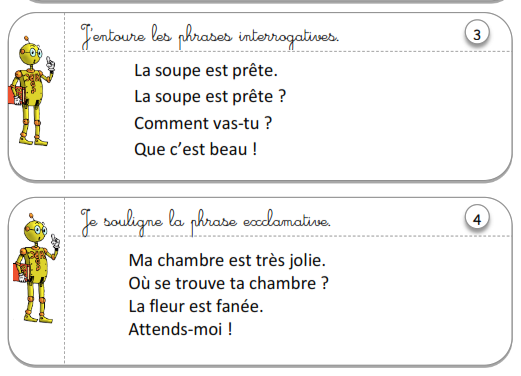 J'entoure les phrases interrogatives.
3
La soupe est prête.
La soupe est prête ?
Comment vas-tu ?
Que c'est beau !
Je souligne la phrase exclamative.
4
Ma chambre est très jolie.
Où se trouve ta chambre ?
La fleur est fanée.
Attends-moi !